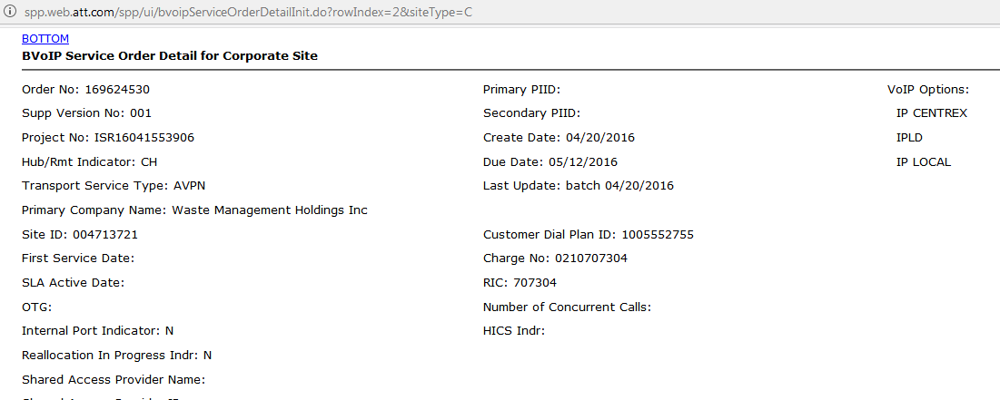 spp.web.att.com/spp/ui/bvoipServiceOrderDetailInit.do?rowIndex=2&siteType=C
BOTTOM
BVoIP Service Order Detail for Corporate Site
Order No: 169624530 Primary PIID: VoIP Options:
Supp Version No: 001 Secondary PIID: IP CENTREX
Project No: ISR16041553906 Create Date: 04/20/2016 IPLD
Hub/Rmt Indicator: CH Due Date: 05/12/2016 IP LOCAL
Transport Service Type: AVPN Last Update: batch 04/20/2016
Primary Company Name: Waste Management Holdings Inc
Site ID: 004713721 Customer Dial Plan ID: 1005552755
First Service Date: Charge No: 0210707304
SLA Active Date: RIC: 707304
OTG: Number of Concurrent Calls:
Internal Port Indicator: N HICS Indr:
Reallocation In Progress Indr: N
Shared Access Provider Name: